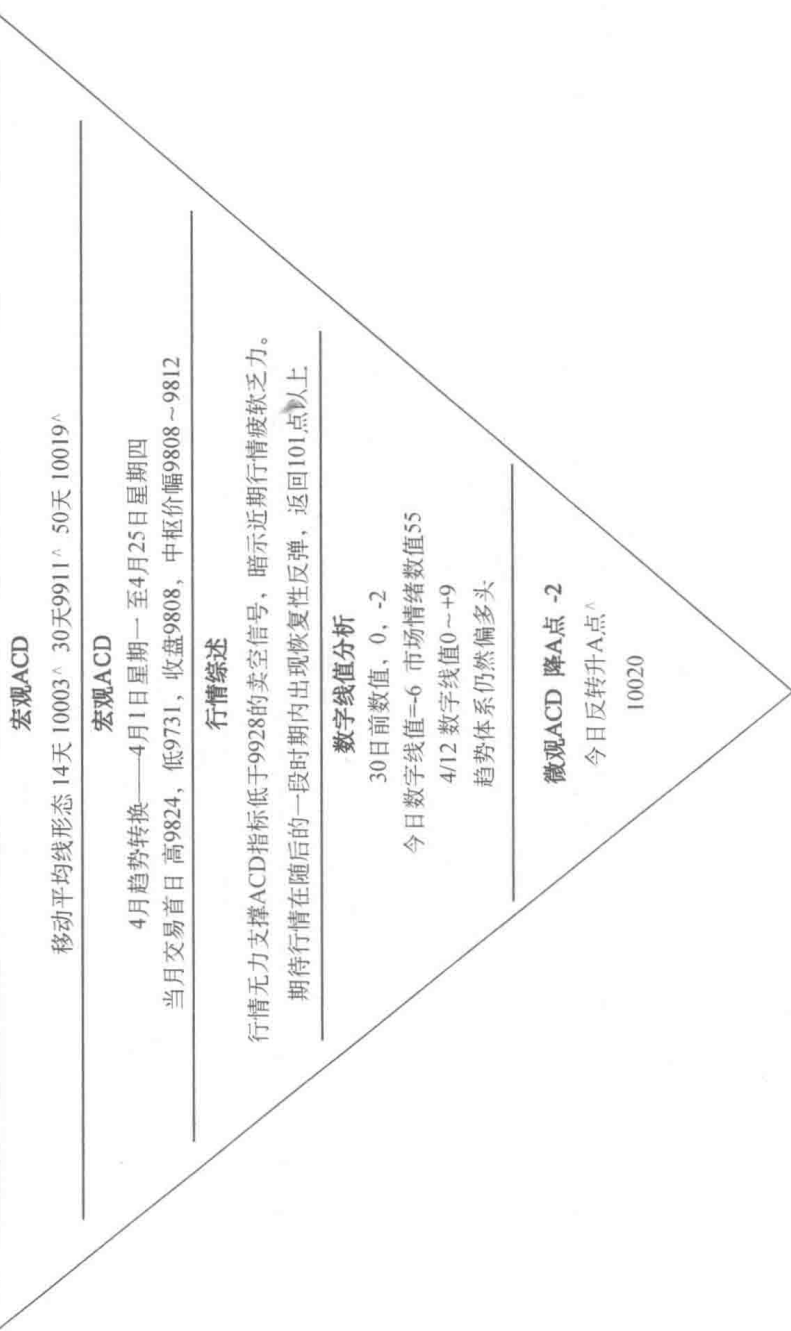 宏观ACD
移动平均线形态 14天 10003^ 30天9911^ 50天 10019^
宏观ACD
4月趋势转换——4月1日星期一 至4月25日星期四
当月交易首日 高9824，低9731，收盘9808，中枢价幅9808～9812
行情综述
行情无力支撑ACD指标低于9928的卖空信号，暗示近期行情疲软乏力。
期待行情在随后的一段时期内出现恢复性反弹，返回101点以上
数字线值分析
30日前数值，0，-2
今日数字线值=-6 市场情绪数值55
4/12 数字线值0～+9
趋势体系仍然偏多头
微观ACD 降A点 -2
今日反转升A点^
10020